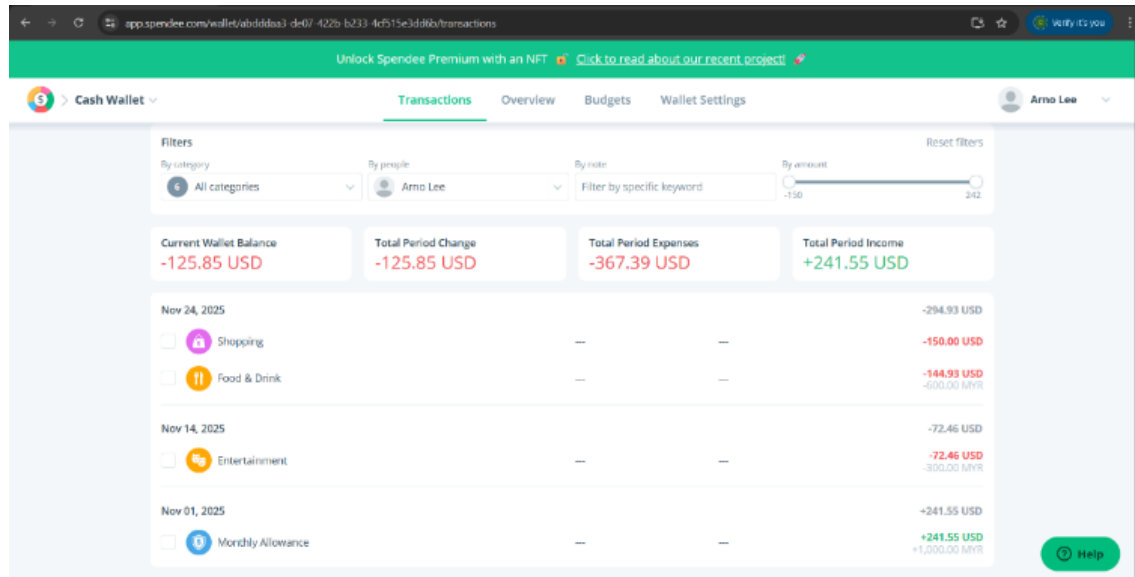 app.spendee.com/wallet/abdddaa3-de07-422b-b233-4cf515e3dd6b/transactions
Verify it's you
Unlock Spendee Premium with an NFT 🔓 Click to read about our recent project! 🚀
Cash Wallet
Transactions Overview Budgets Wallet Settings
Arno Lee
Filters Reset filters
By category By people By note By amount
6 All categories Arno Lee Filter by specific keyword
-150 242
Current Wallet Balance Total Period Change Total Period Expenses Total Period Income
-125.85 USD -125.85 USD -367.39 USD +241.55 USD
Nov 24, 2025 -294.93 USD
Shopping — — -150.00 USD
Food & Drink — — -144.93 USD
-600.00 MYR
Nov 14, 2025 -72.46 USD
Entertainment — — -72.46 USD
-300.00 MYR
Nov 01, 2025 +241.55 USD
Monthly Allowance — — +241.55 USD
+1,000.00 MYR
Help